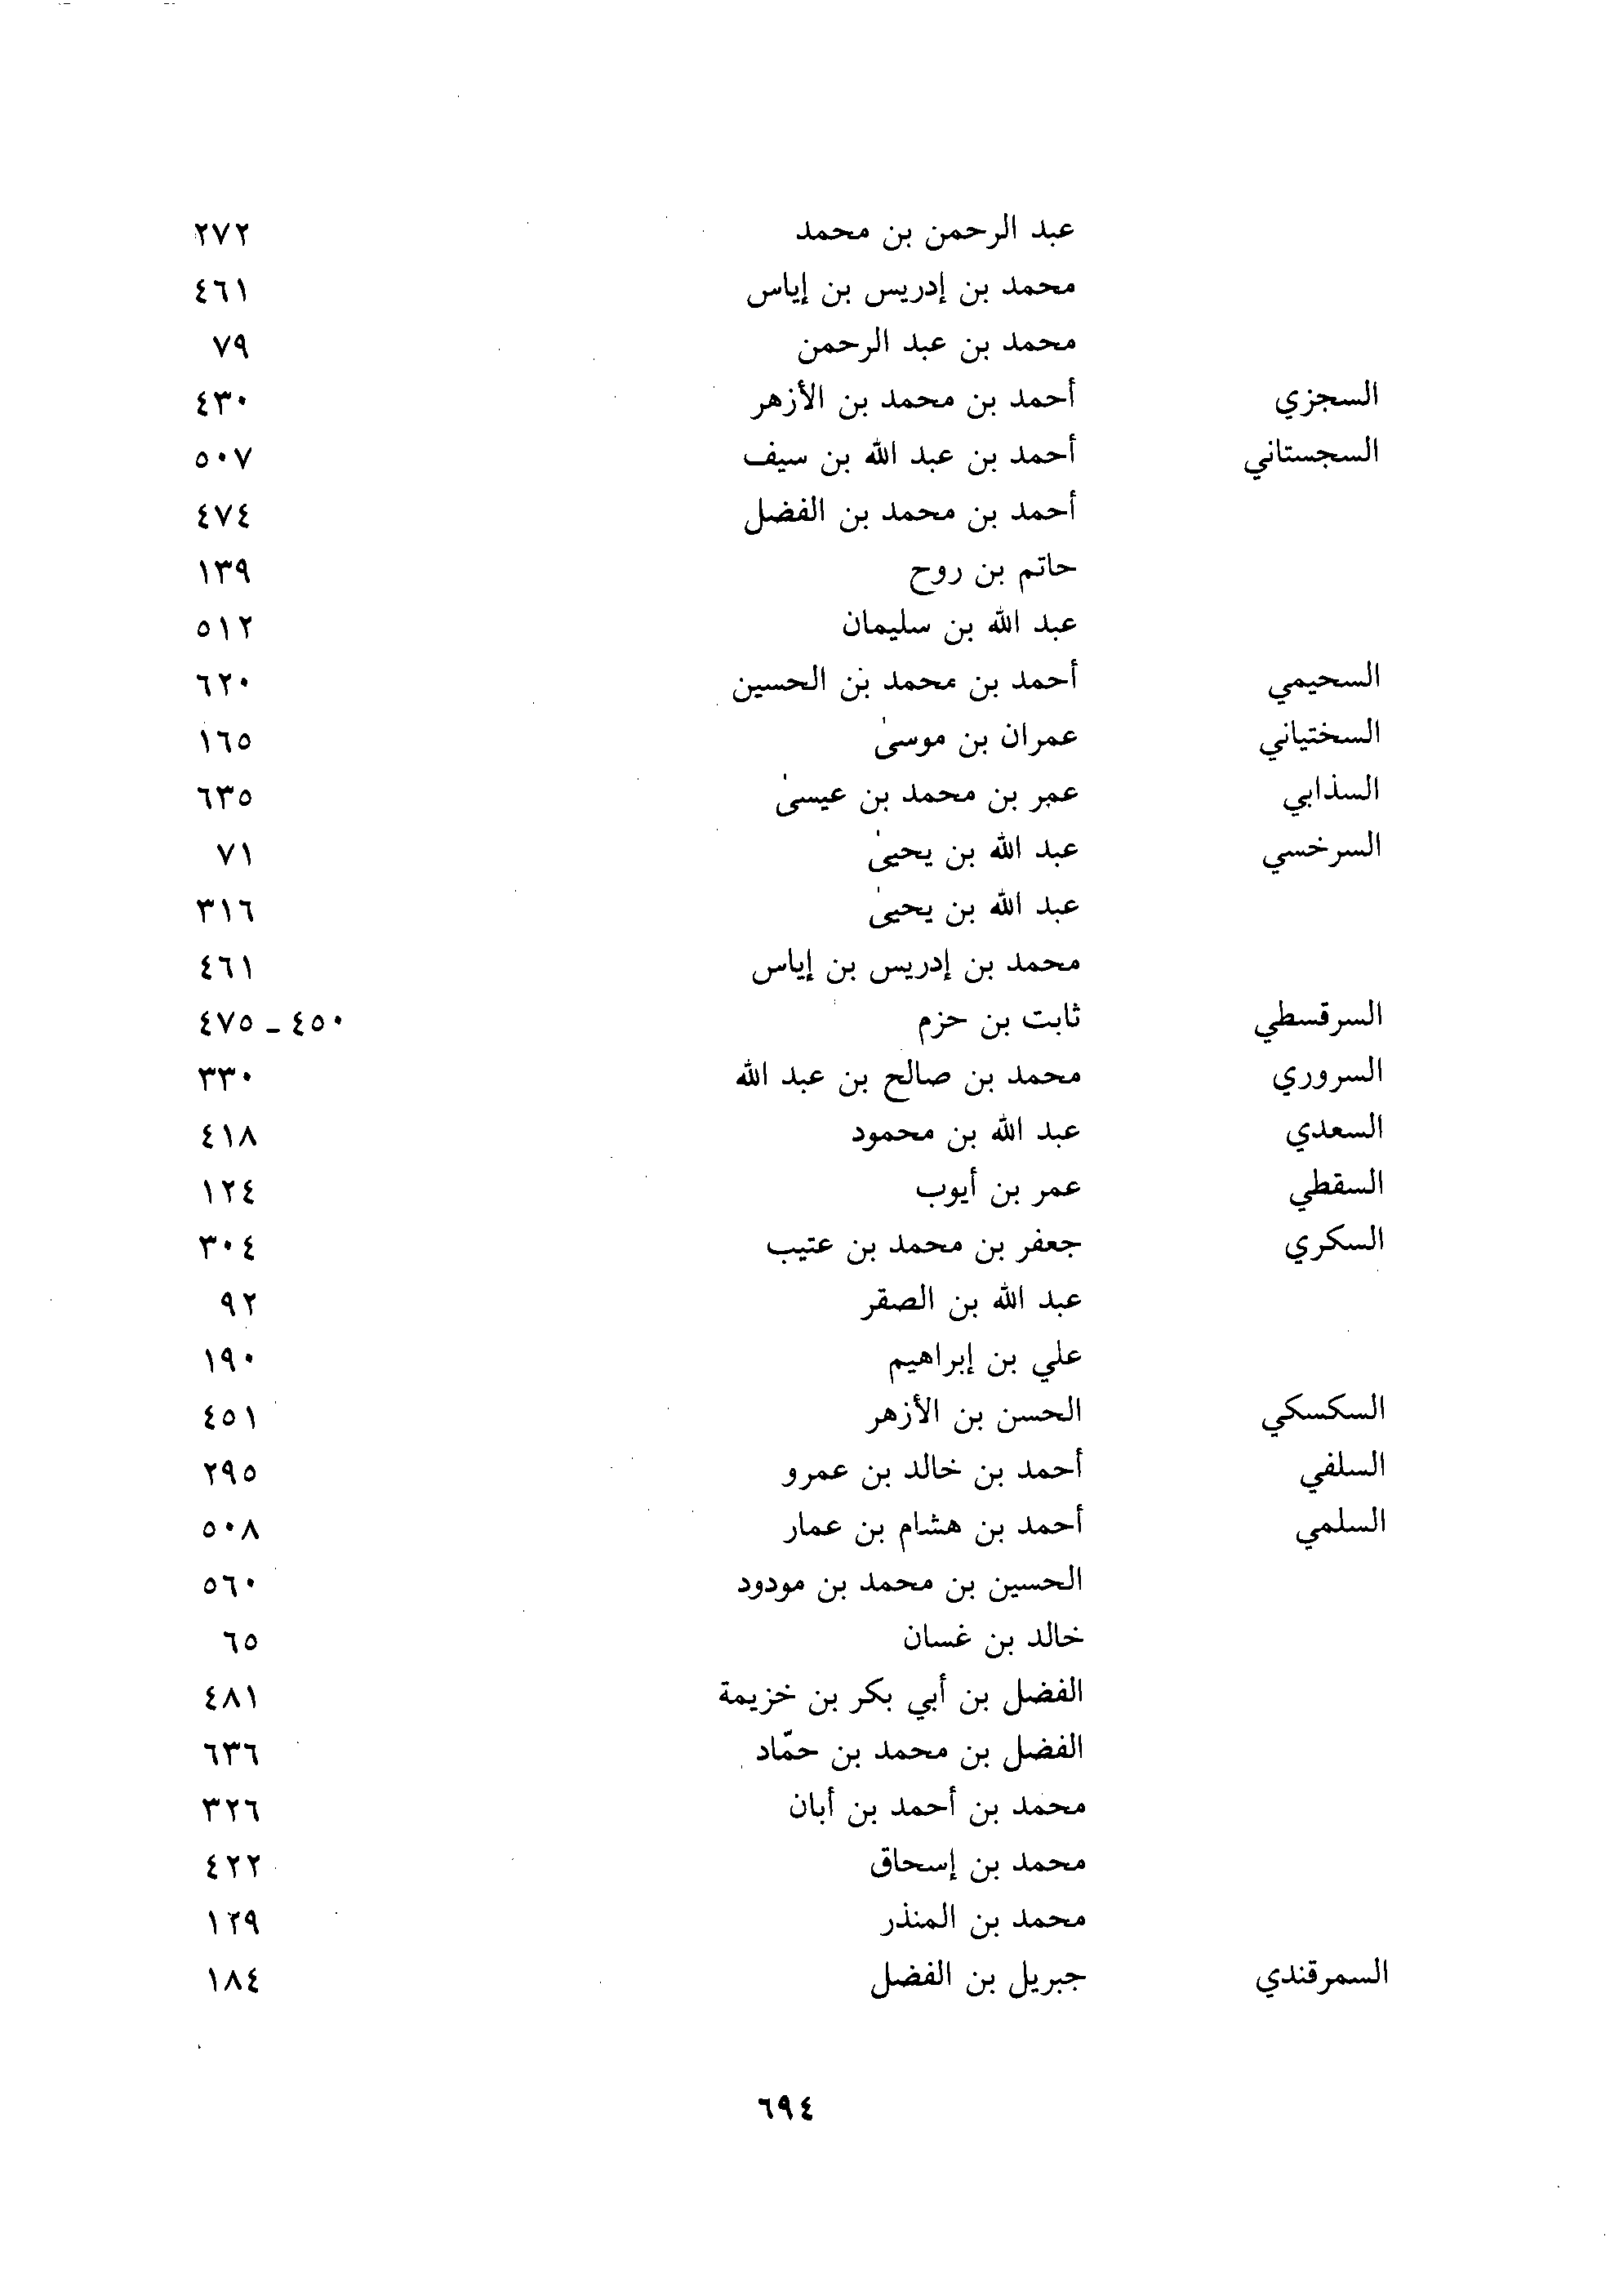 عبد الرحمن بن محمد ٢٧٢
محمد بن إدريس بن إياس ٤٦١
محمد بن عبد الرحمن ٧٩
السجزي أحمد بن محمد بن الأزهر ٤٣٠
السجستاني أحمد بن عبد الله بن سيف ٥٠٧
أحمد بن محمد بن الفضل ٤٧٤
حاتم بن روح ١٣٩
عبد الله بن سليمان ٥١٢
السحيمي أحمد بن محمد بن الحسين ٦٢٠
السختياني عمران بن موسىٰ ١٦٥
السذابي عمر بن محمد بن عيسىٰ ٦٣٥
السرخسي عبد الله بن يحيىٰ ٧١
عبد الله بن يحيىٰ ٣١٦
محمد بن إدريس بن إياس ٤٦١
السرقسطي ثابت بن حزم ٤٥٠ - ٤٧٥
السروري محمد بن صالح بن عبد الله ٣٣٠
السعدي عبد الله بن محمود ٤١٨
السقطي عمر بن أيوب ١٢٤
السكري جعفر بن محمد بن عتيب ٣٠٤
عبد الله بن الصقر ٩٢
علي بن إبراهيم ١٩٠
السكسكي الحسن بن الأزهر ٤٥١
السلفي أحمد بن خالد بن عمرو ٢٩٥
السلمي أحمد بن هشام بن عمار ٥٠٨
الحسين بن محمد بن مودود ٥٦٠
خالد بن غسان ٦٥
الفضل بن أبي بكر بن خزيمة ٤٨١
الفضل بن محمد بن حمّاد ٦٣٦
محمد بن أحمد بن أبان ٣٢٦
محمد بن إسحاق ٤٢٢
محمد بن المنذر ١٢٩
السمرقندي جبريل بن الفضل ١٨٤
٦٩٤